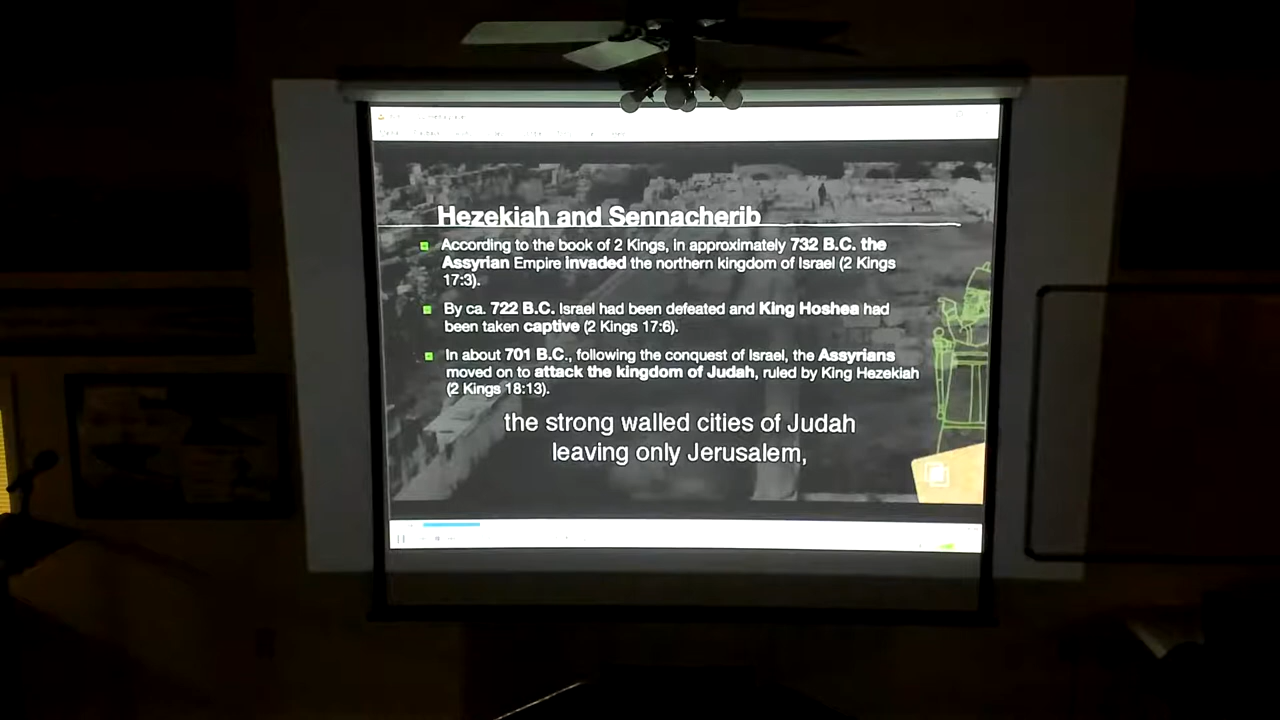 Hezekiah and Sennacherib
According to the book of 2 Kings, in approximately 732 B.C. the
Assyrian Empire invaded the northern kingdom of Israel (2 Kings
17:3).
By ca. 722 B.C. Israel had been defeated and King Hoshea had
been taken captive (2 Kings 17:6).
In about 701 B.C., following the conquest of Israel, the Assyrians
moved on to attack the kingdom of Judah, ruled by King Hezekiah
(2 Kings 18:13).
the strong walled cities of Judah
leaving only Jerusalem,